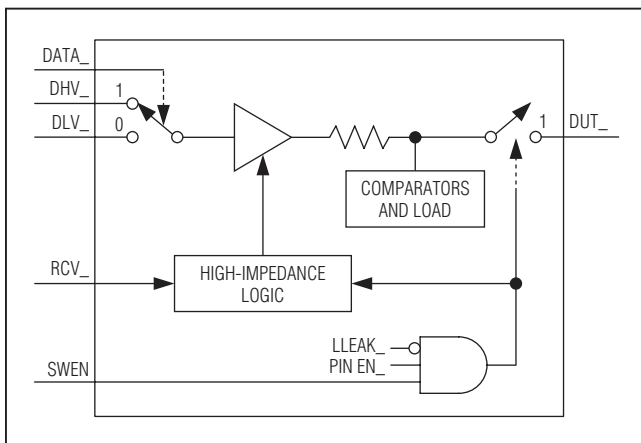 DATA_
DHV_
1
DLV_
0
1
DUT_
COMPARATORS
AND LOAD
RCV_
HIGH-IMPEDANCE
LOGIC
LLEAK_
PIN EN_
SWEN